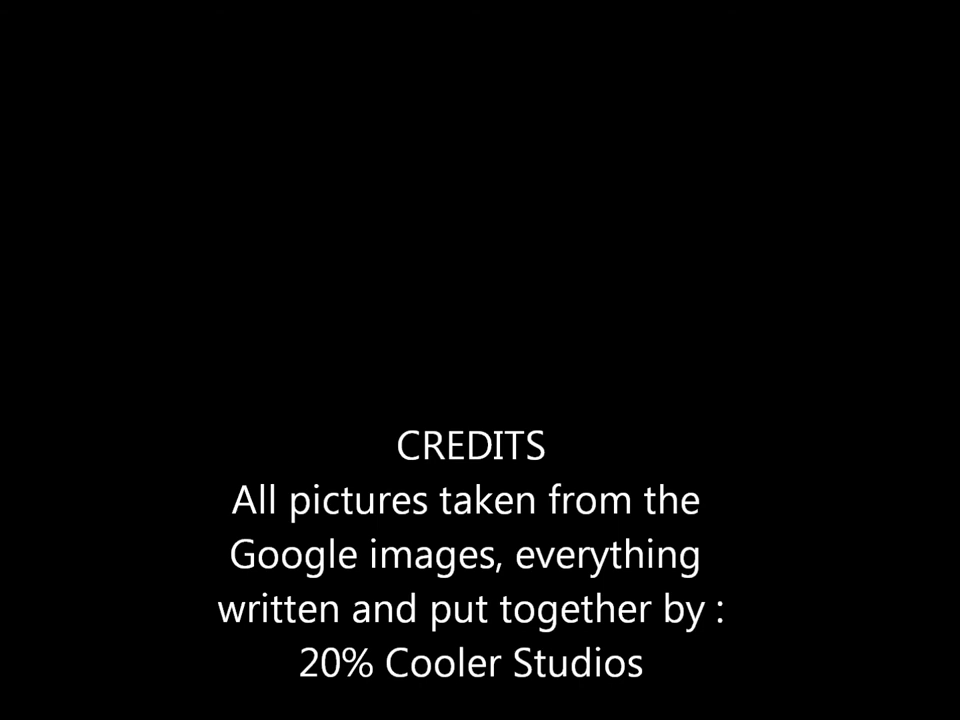 CREDITS
All pictures taken from the
Google images, everything
written and put together by :
20% Cooler Studios